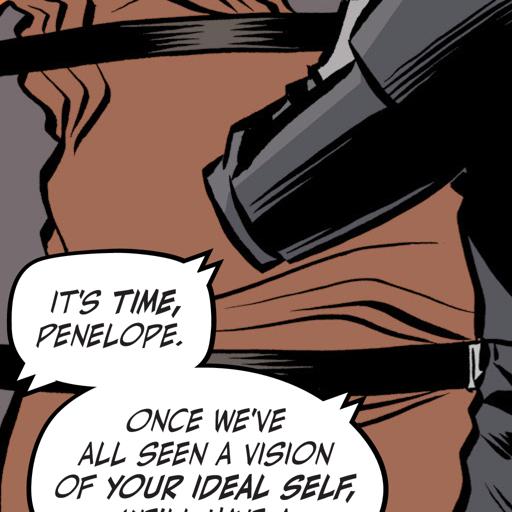 IT'S TIME,
PENELOPE.
ONCE WE'VE
ALL SEEN A VISION
OF YOUR IDEAL SELF,